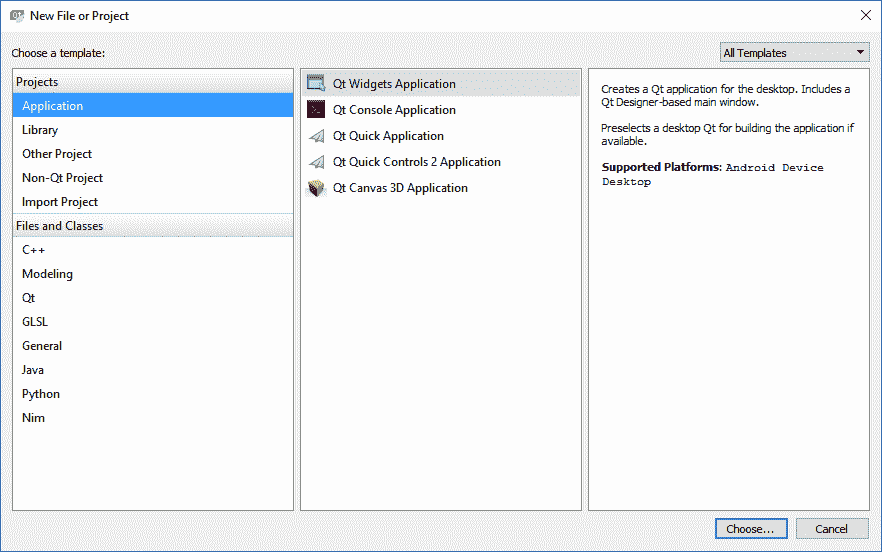 New File or Project
Choose a template:
All Templates
Projects
Application
Library
Other Project
Non-Qt Project
Import Project
Files and Classes
C++
Modeling
Qt
GLSL
General
Java
Python
Nim
Qt Widgets Application
Qt Console Application
Qt Quick Application
Qt Quick Controls 2 Application
Qt Canvas 3D Application
Creates a Qt application for the desktop. Includes a
Qt Designer-based main window.
Preselects a desktop Qt for building the application if
available.
Supported Platforms: Android Device
Desktop
Choose...
Cancel